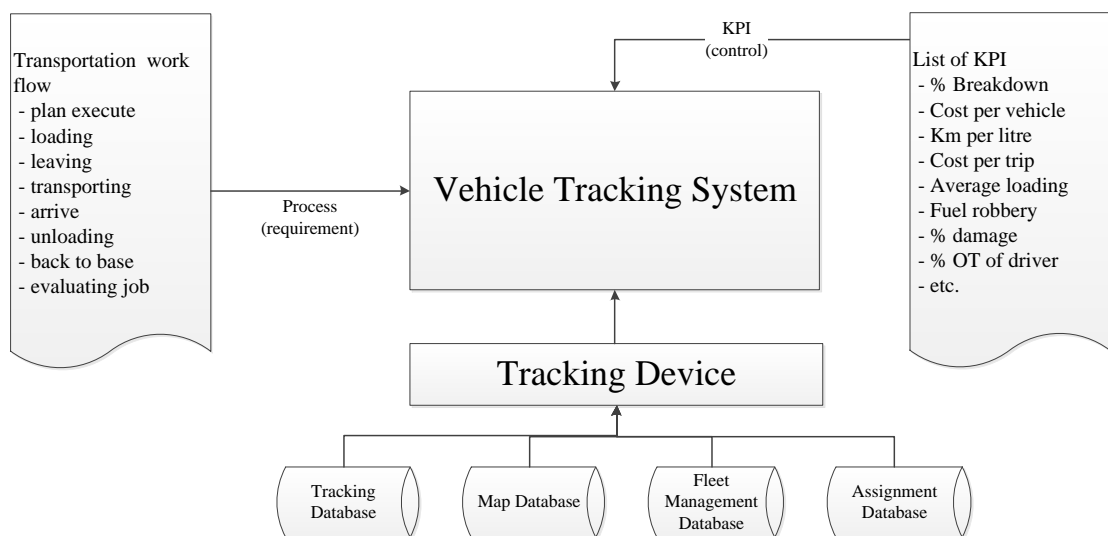 Transportation work
flow
- plan execute
- loading
- leaving
- transporting
- arrive
- unloading
- back to base
- evaluating job
Process
(requirement)
KPI
(control)
Vehicle Tracking System
List of KPI
- % Breakdown
- Cost per vehicle
- Km per litre
- Cost per trip
- Average loading
- Fuel robbery
- % damage
- % OT of driver
- etc.
Tracking Device
Tracking
Database
Map Database
Fleet
Management
Database
Assignment
Database